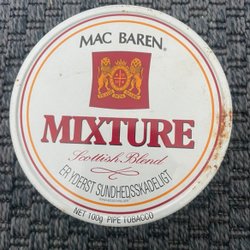 MAC BAREN®
MIXTURE
Scottish Blend
ER YDERST SUNDHEDSSKADELIGT
NET 100g PIPE TOBACCO